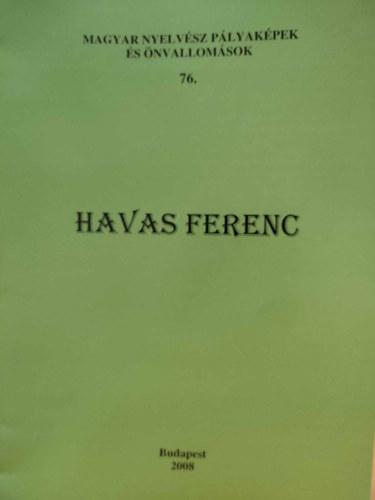 MAGYAR NYELVÉSZ PÁLYAKÉPEK
ÉS ÖNVALLOMÁSOK
76.
HAVAS FERENC
Budapest
2008